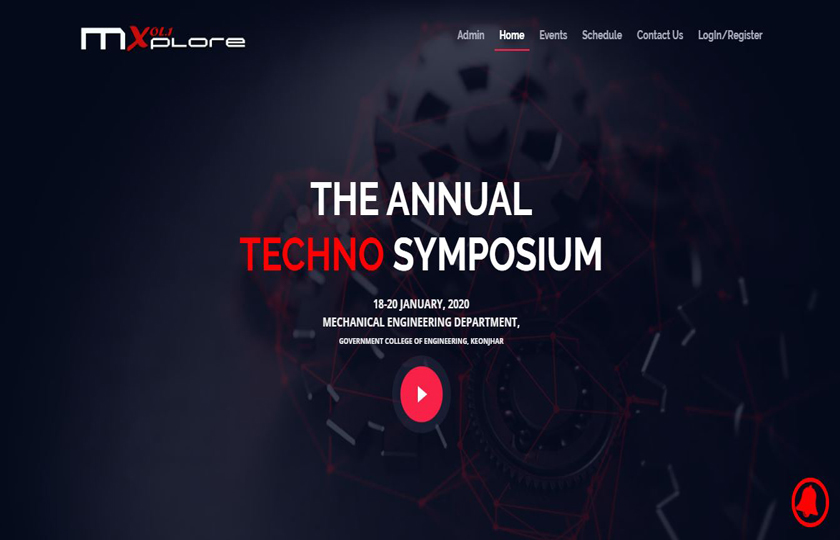 mXplore
Admin Home Events Schedule Contact Us LogIn/Register
THE ANNUAL
TECHNO SYMPOSIUM
18-20 JANUARY, 2020
MECHANICAL ENGINEERING DEPARTMENT,
GOVERNMENT COLLEGE OF ENGINEERING, KEONJHAR